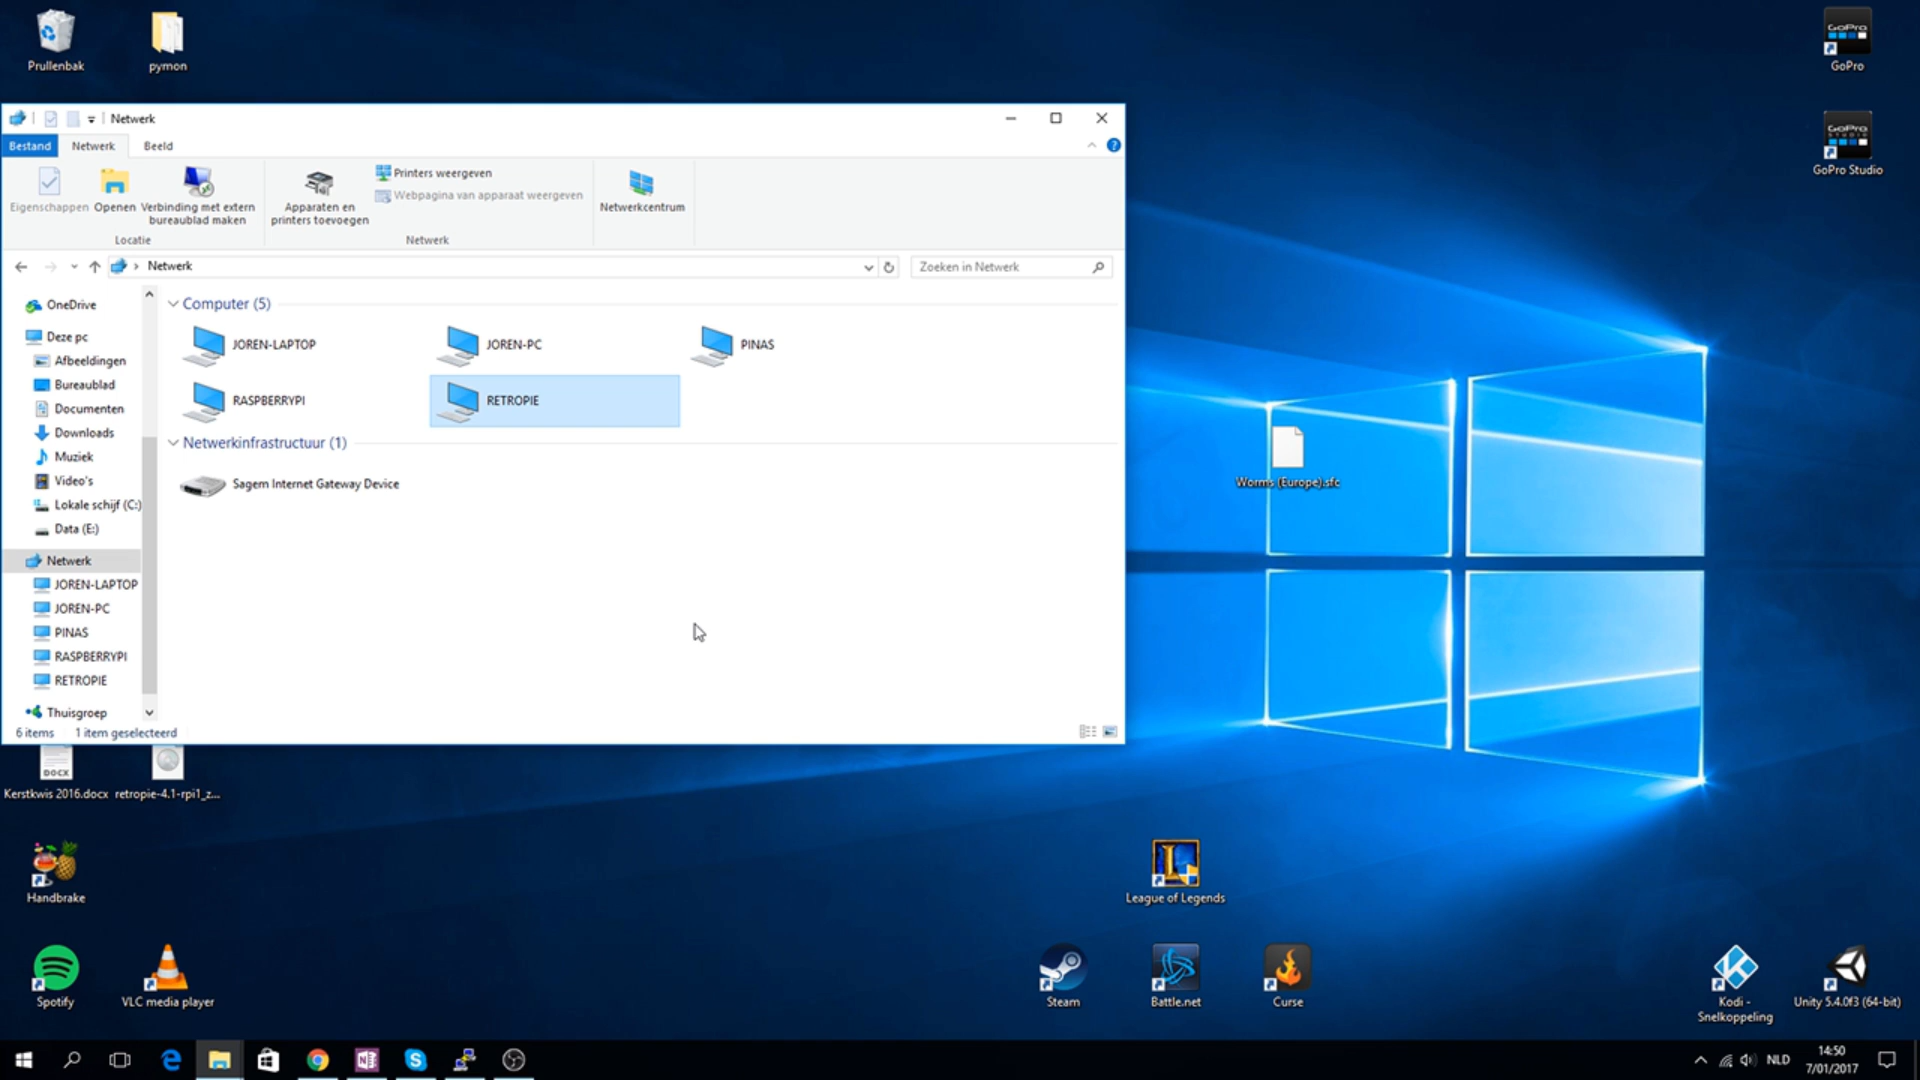 Prullenbak
pymon
GoPro
GoPro
GoPro
STUDIO
GoPro Studio
Netwerk
Bestand
Netwerk
Beeld
Eigenschappen
Openen
Verbinding met extern
bureaublad maken
Apparaten en
printers toevoegen
Printers weergeven
Webpagina van apparaat weergeven
Netwerkcentrum
Locatie
Netwerk
Netwerk
Zoeken in Netwerk
OneDrive
Deze pc
Afbeeldingen
Bureaublad
Documenten
Downloads
Muziek
Video's
Lokale schijf (C:)
Data (E:)
Netwerk
JOREN-LAPTOP
JOREN-PC
PINAS
RASPBERRYPI
RETROPIE
Thuisgroep
Computer (5)
JOREN-LAPTOP
JOREN-PC
PINAS
RASPBERRYPI
RETROPIE
Netwerkinfrastructuur (1)
Sagem Internet Gateway Device
6 items
1 item geselecteerd
Worms (Europe).sfc
DOCX
Kerstkwis 2016.docx
retropie-4.1-rpi1_z...
Handbrake
Spotify
VLC media player
League of Legends
Steam
Battle.net
Curse
Kodi -
Snelkoppeling
Unity 5.4.0f3 (64-bit)
NLD
14:50
7/01/2017